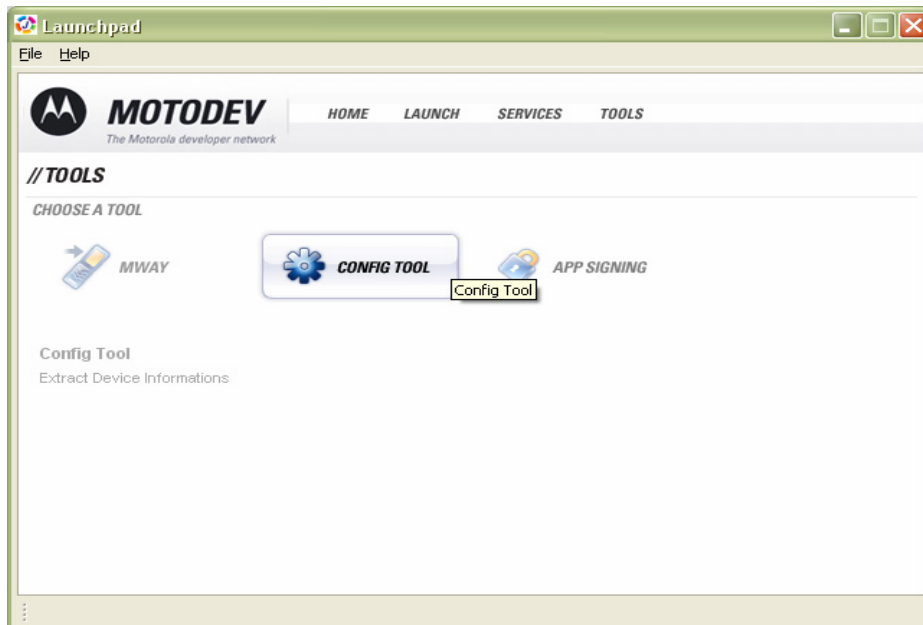 Launchpad
File Help
MOTODEV HOME LAUNCH SERVICES TOOLS
The Motorola developer network
// TOOLS
CHOOSE A TOOL
MWAY CONFIG TOOL APP SIGNING
Config Tool
Config Tool
Extract Device Informations